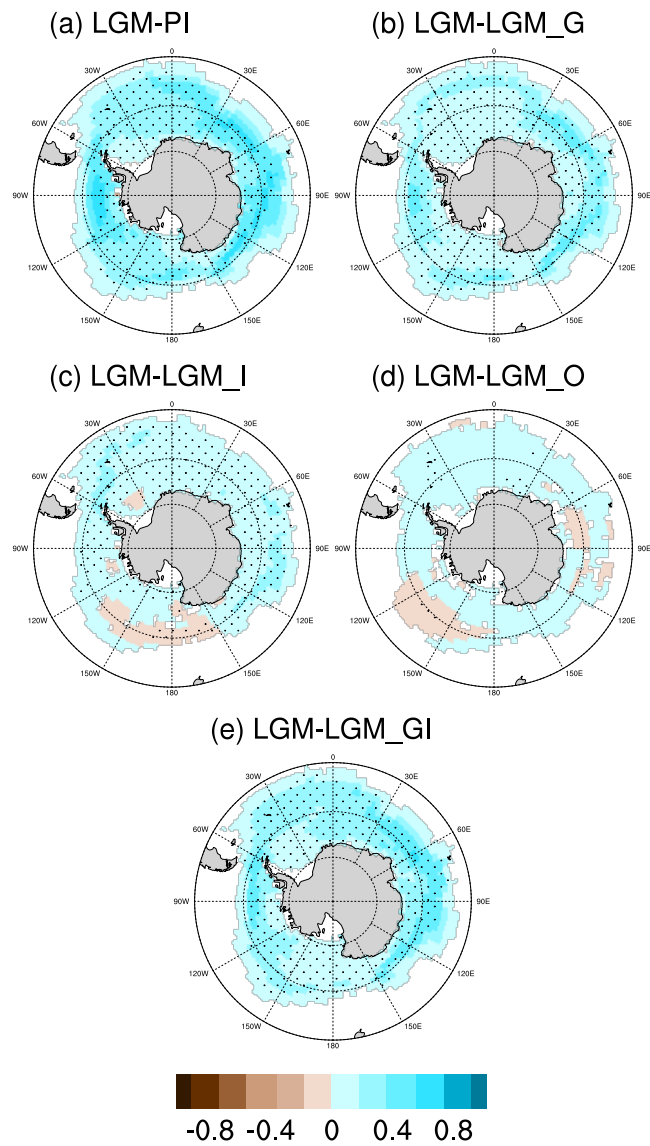 (a) LGM-PI
(b) LGM-LGM_G
0
0
30W
30E
30W
30E
60W
60E
60W
60E
90W
90E
90W
90E
120W
120E
120W
120E
150W
150E
150W
150E
180
180
(c) LGM-LGM_I
(d) LGM-LGM_O
0
0
30W
30E
30W
30E
60W
60E
60W
60E
90W
90E
90W
90E
120W
120E
120W
120E
150W
150E
150W
150E
180
180
(e) LGM-LGM_GI
0
30W
30E
60W
60E
90W
90E
120W
120E
150W
150E
180
-0.8 -0.4 0 0.4 0.8